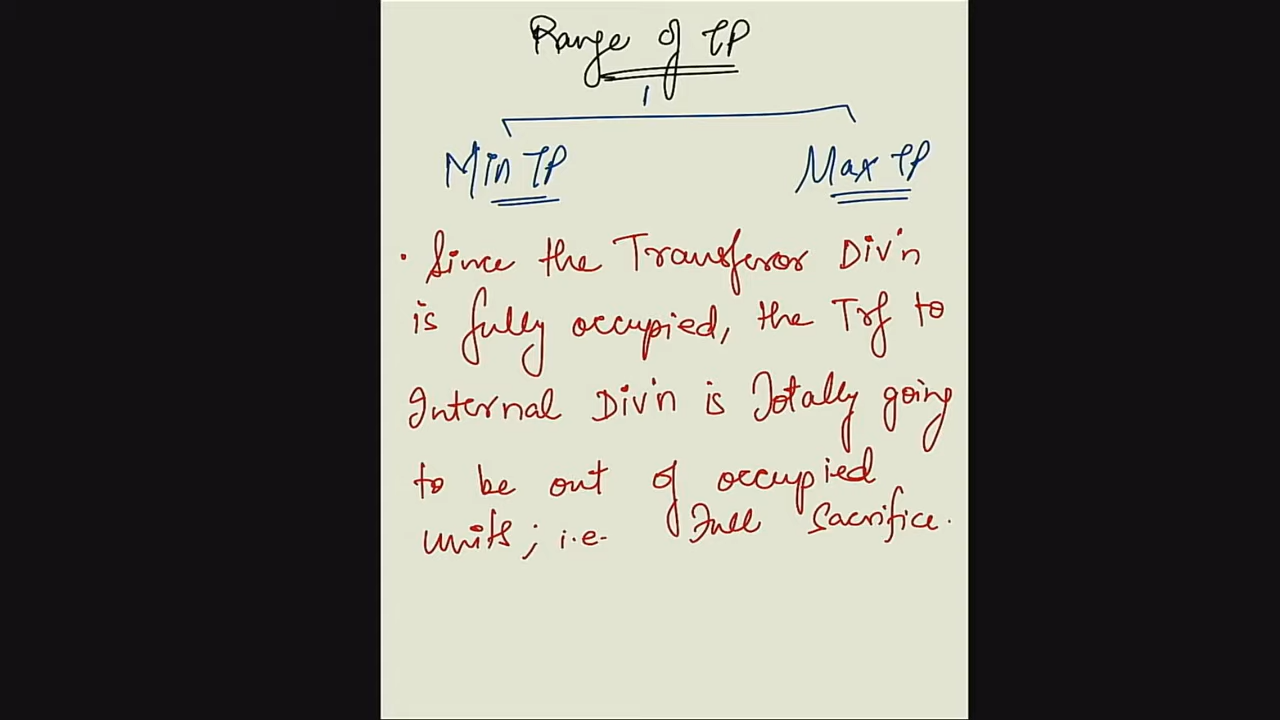 Range of TP
Min TP Max TP
· Since the Transferor Div'n
is fully occupied, the Trf to
Internal Div'n is Totally going
to be out of occupied
units; i.e. Full Sacrifice.